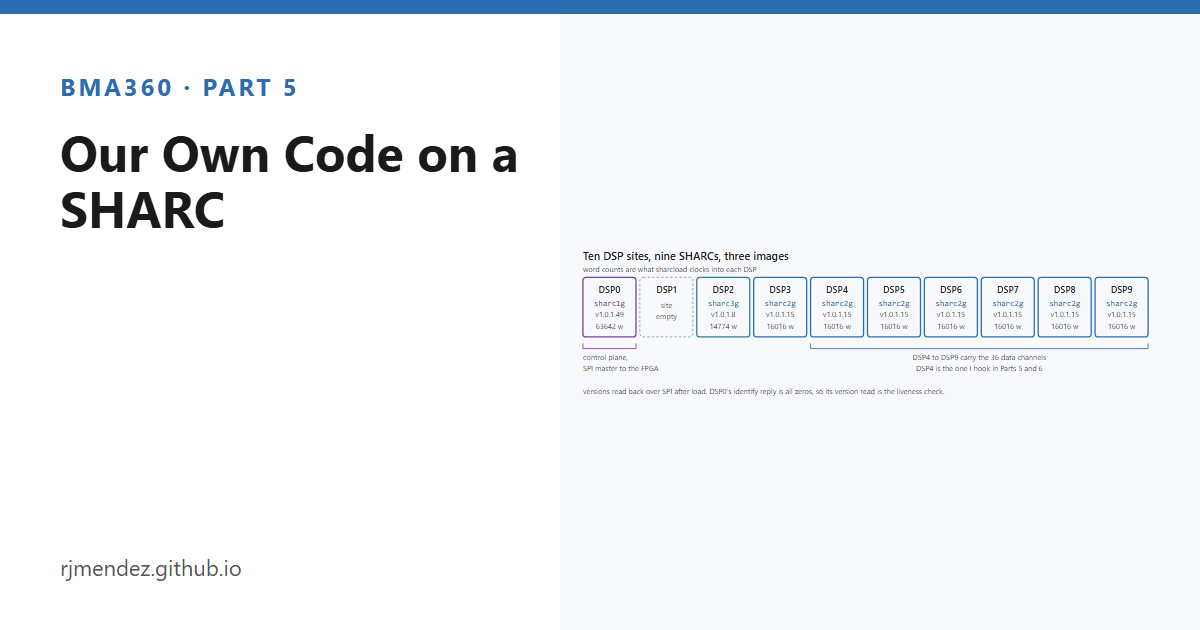 BMA360 · PART 5
Our Own Code on a
SHARC
Ten DSP sites, nine SHARCs, three images
word counts are what sharcload clocks into each DSP
DSP0 DSP1 DSP2 DSP3 DSP4 DSP5 DSP6 DSP7 DSP8 DSP9
sharc1g site sharc3g sharc2g sharc2g sharc2g sharc2g sharc2g sharc2g sharc2g
v1.0.1.49 empty v1.0.1.8 v1.0.1.15 v1.0.1.15 v1.0.1.15 v1.0.1.15 v1.0.1.15 v1.0.1.15 v1.0.1.15
63642 w 14774 w 16016 w 16016 w 16016 w 16016 w 16016 w 16016 w 16016 w
control plane, DSP4 to DSP9 carry the 36 data channels
SPI master to the FPGA DSP4 is the one I hook in Parts 5 and 6
versions read back over SPI after load. DSP0's identify reply is all zeros, so its version read is the liveness check.
rjmendez.github.io